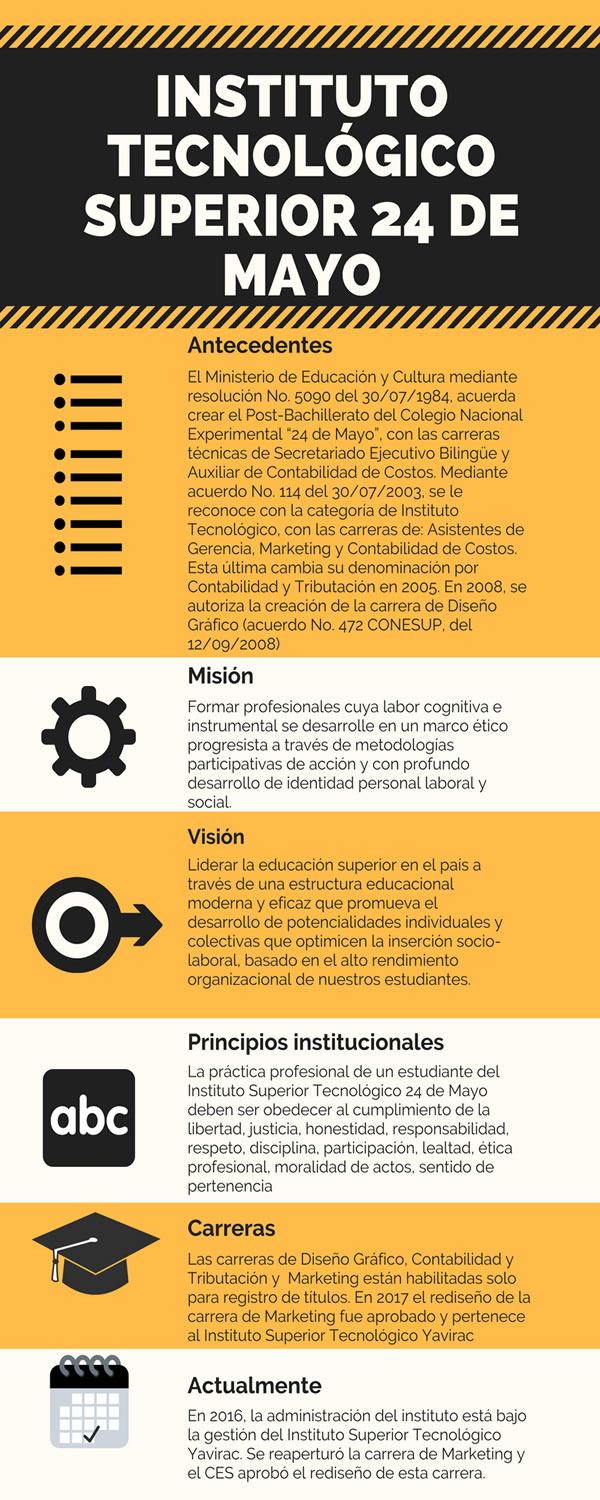 INSTITUTO
TECNOLÓGICO
SUPERIOR 24 DE
MAYO
Antecedentes
El Ministerio de Educación y Cultura mediante
resolución No. 5090 del 30/07/1984, acuerda
crear el Post-Bachillerato del Colegio Nacional
Experimental “24 de Mayo”, con las carreras
técnicas de Secretariado Ejecutivo Bilingüe y
Auxiliar de Contabilidad de Costos. Mediante
acuerdo No. 114 del 30/07/2003, se le
reconoce con la categoría de Instituto
Tecnológico, con las carreras de: Asistentes de
Gerencia, Marketing y Contabilidad de Costos.
Esta última cambia su denominación por
Contabilidad y Tributación en 2005. En 2008, se
autoriza la creación de la carrera de Diseño
Gráfico (acuerdo No. 472 CONESUP, del
12/09/2008)
Misión
Formar profesionales cuya labor cognitiva e
instrumental se desarrolle en un marco ético
progresista a través de metodologías
participativas de acción y con profundo
desarrollo de identidad personal laboral y
social.
Visión
Liderar la educación superior en el país a
través de una estructura educacional
moderna y eficaz que promueva el
desarrollo de potencialidades individuales y
colectivas que optimicen la inserción socio-
laboral, basado en el alto rendimiento
organizacional de nuestros estudiantes.
Principios institucionales
La práctica profesional de un estudiante del
Instituto Superior Tecnológico 24 de Mayo
deben ser obedecer al cumplimiento de la
libertad, justicia, honestidad, responsabilidad,
respeto, disciplina, participación, lealtad, ética
profesional, moralidad de actos, sentido de
pertenencia
abc
Carreras
Las carreras de Diseño Gráfico, Contabilidad y
Tributación y  Marketing están habilitadas solo
para registro de títulos. En 2017 el rediseño de la
carrera de Marketing fue aprobado y pertenece
al Instituto Superior Tecnológico Yavirac
Actualmente
En 2016, la administración del instituto está bajo
la gestión del Instituto Superior Tecnológico
Yavirac. Se reaperturó la carrera de Marketing y
el CES aprobó el rediseño de esta carrera.